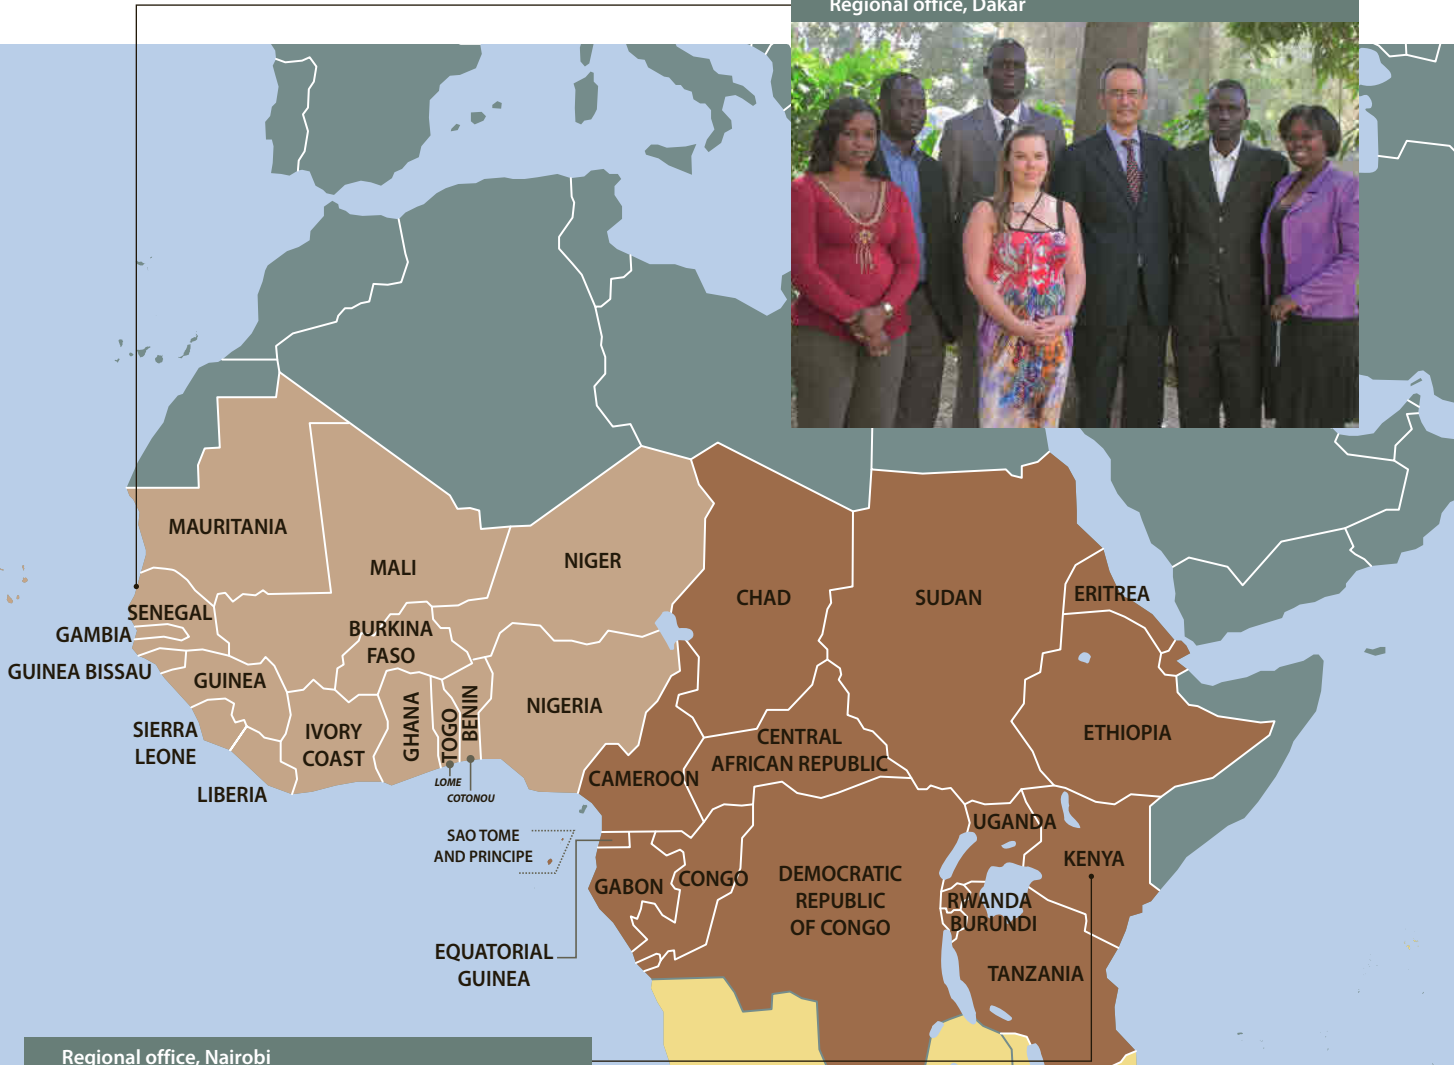 Regional office, Dakar
MAURITANIA
MALI
NIGER
CHAD
SUDAN
ERITREA
SENEGAL
GAMBIA
BURKINA
FASO
GUINEA BISSAU
GUINEA
NIGERIA
SIERRA
LEONE
IVORY
COAST
GHANA
TOGO
BENIN
ETHIOPIA
CENTRAL
AFRICAN REPUBLIC
CAMEROON
LIBERIA
LOME
COTONOU
UGANDA
SAO TOME
AND PRINCIPE
KENYA
GABON
CONGO
DEMOCRATIC
REPUBLIC
OF CONGO
RWANDA
BURUNDI
EQUATORIAL
GUINEA
TANZANIA
Regional office, Nairobi